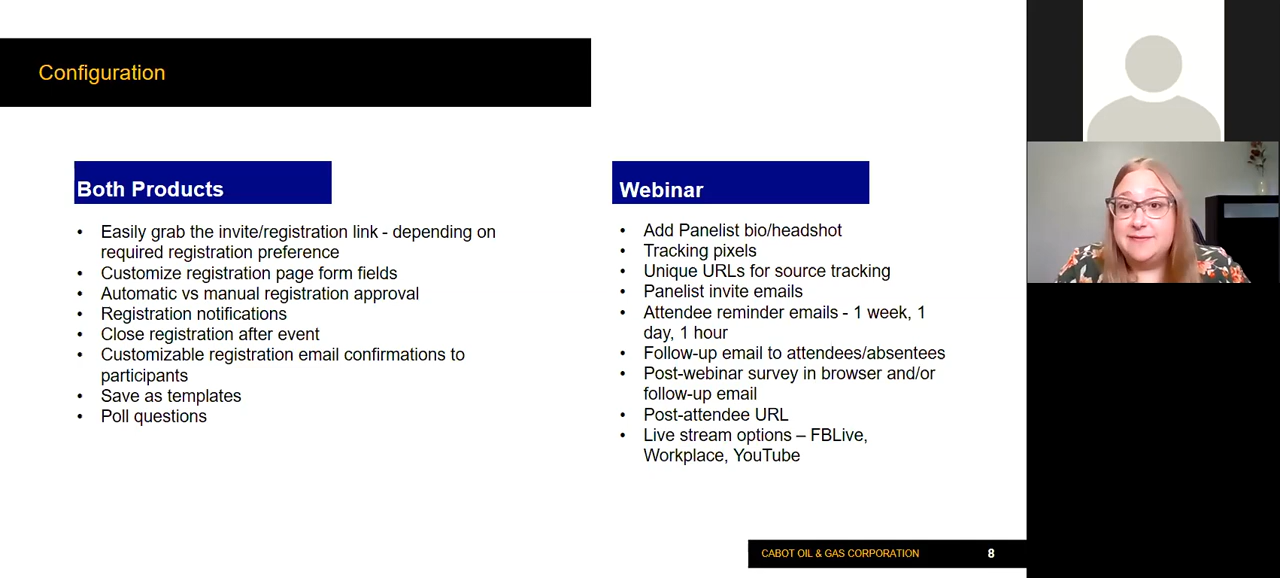 Configuration
Both Products
• Easily grab the invite/registration link - depending on
required registration preference
• Customize registration page form fields
• Automatic vs manual registration approval
• Registration notifications
• Close registration after event
• Customizable registration email confirmations to
participants
• Save as templates
• Poll questions
Webinar
• Add Panelist bio/headshot
• Tracking pixels
• Unique URLs for source tracking
• Panelist invite emails
• Attendee reminder emails - 1 week, 1
day, 1 hour
• Follow-up email to attendees/absentees
• Post-webinar survey in browser and/or
follow-up email
• Post-attendee URL
• Live stream options – FBLive,
Workplace, YouTube
CABOT OIL & GAS CORPORATION 8